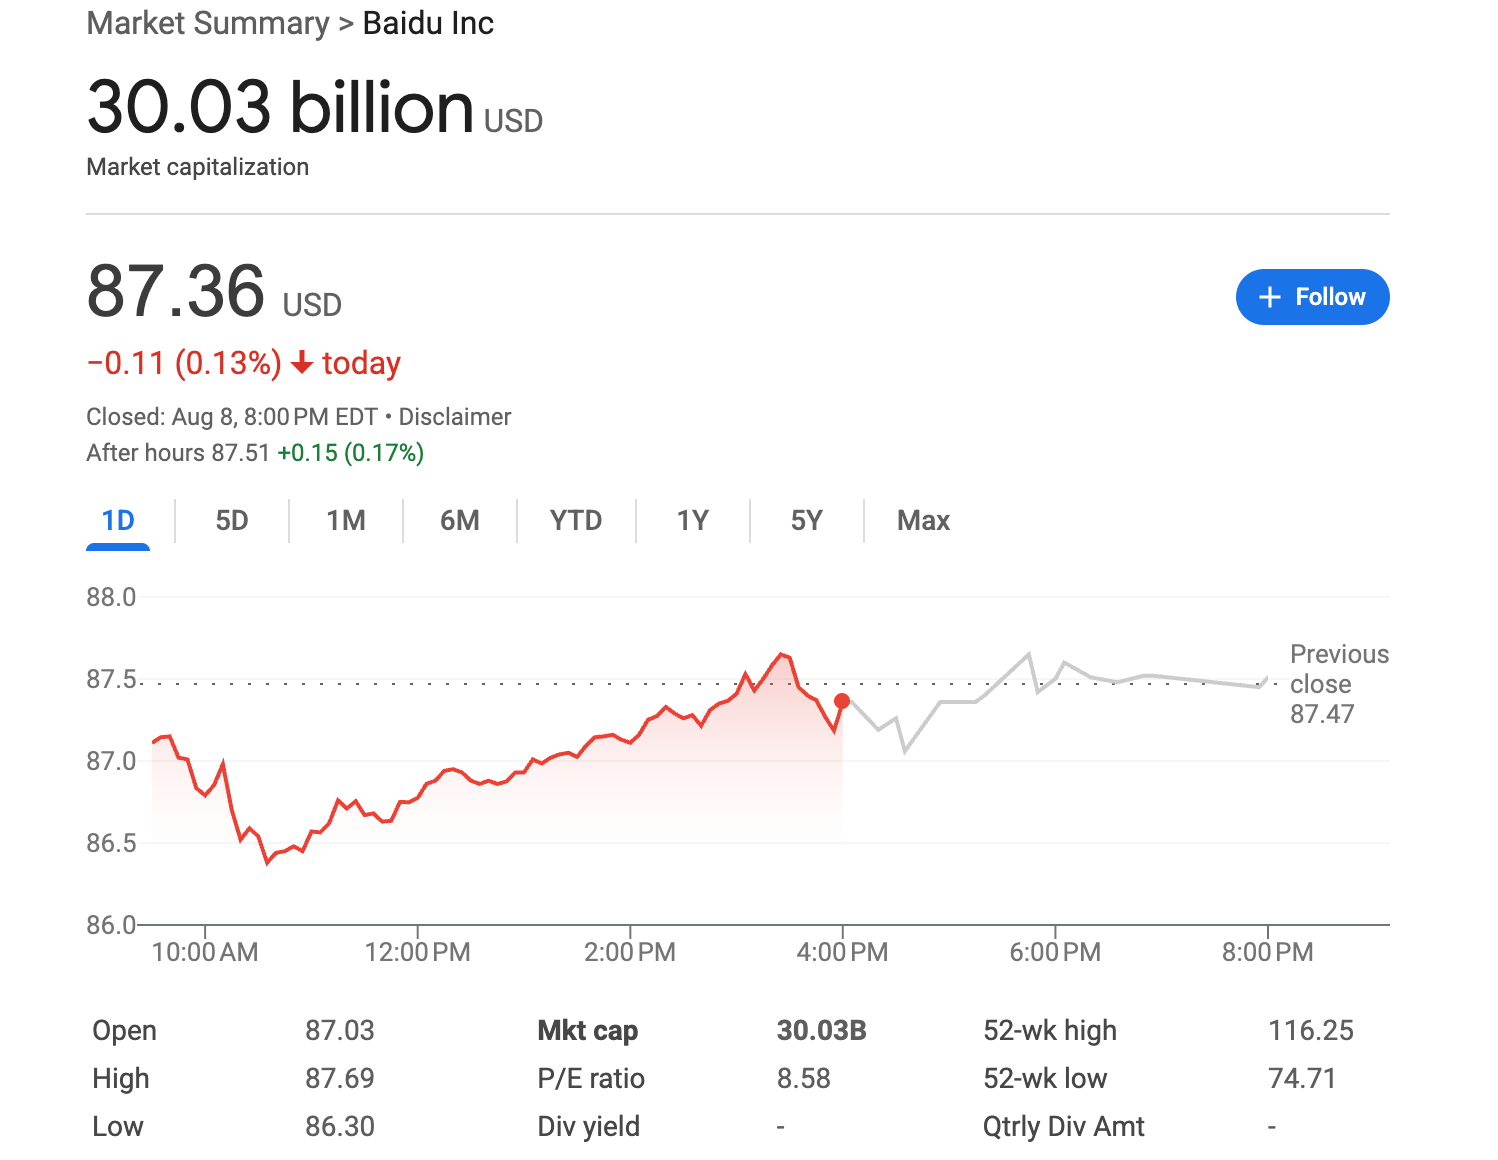 Market Summary > Baidu Inc
30.03 billion USD
Market capitalization
87.36 USD
+ Follow
−0.11 (0.13%) ↓ today
Closed: Aug 8, 8:00 PM EDT • Disclaimer
After hours 87.51 +0.15 (0.17%)
1D 5D 1M 6M YTD 1Y 5Y Max
88.0
87.5
87.0
86.5
86.0
Previous
close
87.47
10:00 AM 12:00 PM 2:00 PM 4:00 PM 6:00 PM 8:00 PM
Open 87.03 Mkt cap 30.03B 52-wk high 116.25
High 87.69 P/E ratio 8.58 52-wk low 74.71
Low 86.30 Div yield - Qtrly Div Amt -